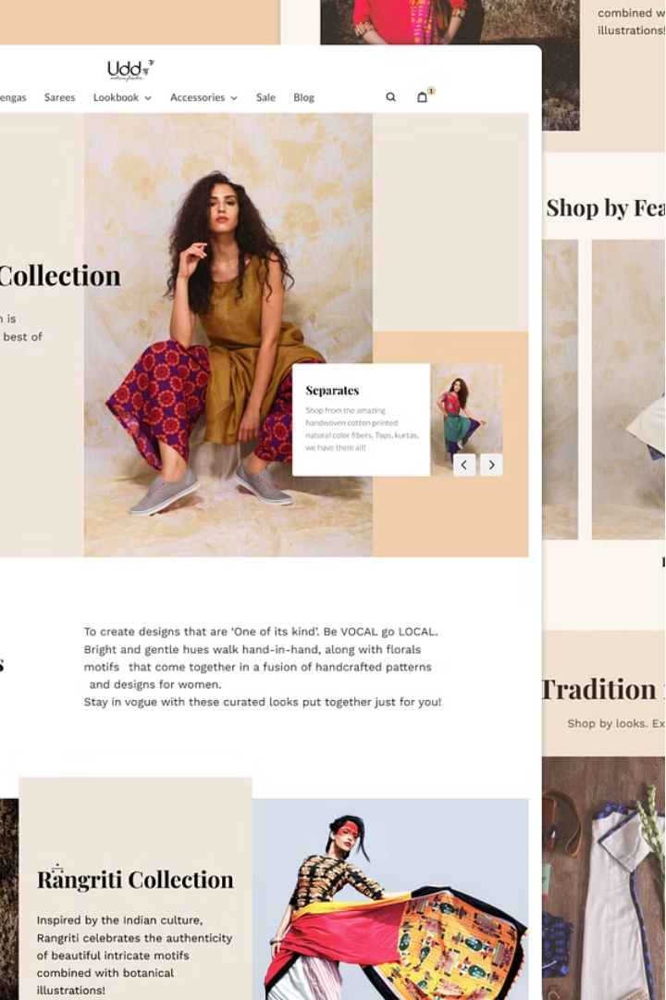 combined w
illustrations!
Udd
engas Sarees Lookbook Accessories Sale Blog
1
Shop by Fea
Collection
n is
best of
Separates
Shop from the amazing
handwoven cotton printed
natural color fibers. Tops, kurtas,
we have them all!
To create designs that are ‘One of its kind’. Be VOCAL go LOCAL.
Bright and gentle hues walk hand-in-hand, along with florals
motifs that come together in a fusion of handcrafted patterns
and designs for women.
Stay in vogue with these curated looks put together just for you!
s
Tradition
Shop by looks. Ex
Rangriti Collection
Inspired by the Indian culture,
Rangriti celebrates the authenticity
of beautiful intricate motifs
combined with botanical
illustrations!